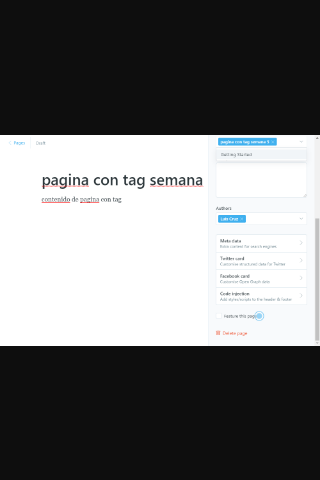 Pages
Draft
pagina con tag semana 5
Getting Started
pagina con tag semana
contenido de pagina con tag
Authors
Luis Cruz
Meta data
Extra content for search engines
Twitter card
Customise structured data for Twitter
Facebook card
Customise Open Graph data
Code injection
Add styles/scripts to the header & footer
Feature this page
Delete page